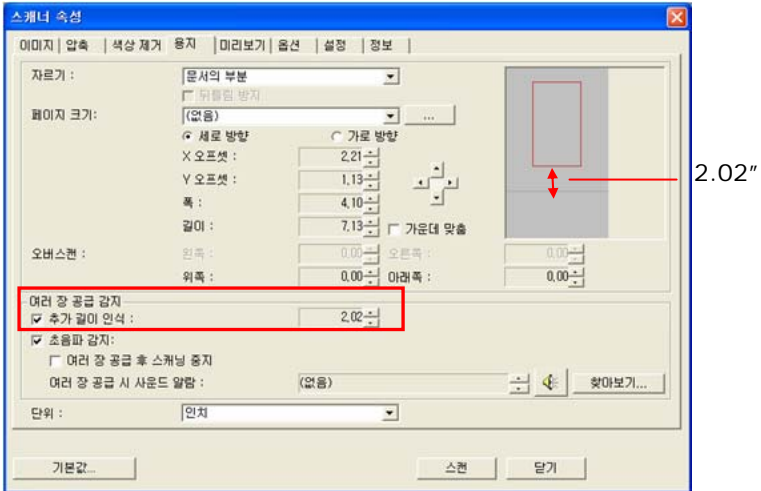 스캐너 속성
이미지 압축 색상 제거 용지 미리보기 옵션 설정 정보
자르기 : 문서의 부분
뒤틀림 방지
페이지 크기: (없음) ...
세로 방향 가로 방향
X 오프셋 : 2,21
Y 오프셋 : 1,13
폭 : 4,10
길이 : 7,13 가운데 맞춤
오버스캔 : 왼쪽 : 0,00 오른쪽 : 0,00
위쪽 : 0,00 아래쪽 : 0,00
여러 장 공급 감지
추가 길이 인식 : 2,02
초음파 감지:
여러 장 공급 후 스캐닝 중지
여러 장 공급 시 사운드 알람 : (없음) 찾아보기...
단위 : 인치
기본값... 스캔 닫기
2.02″